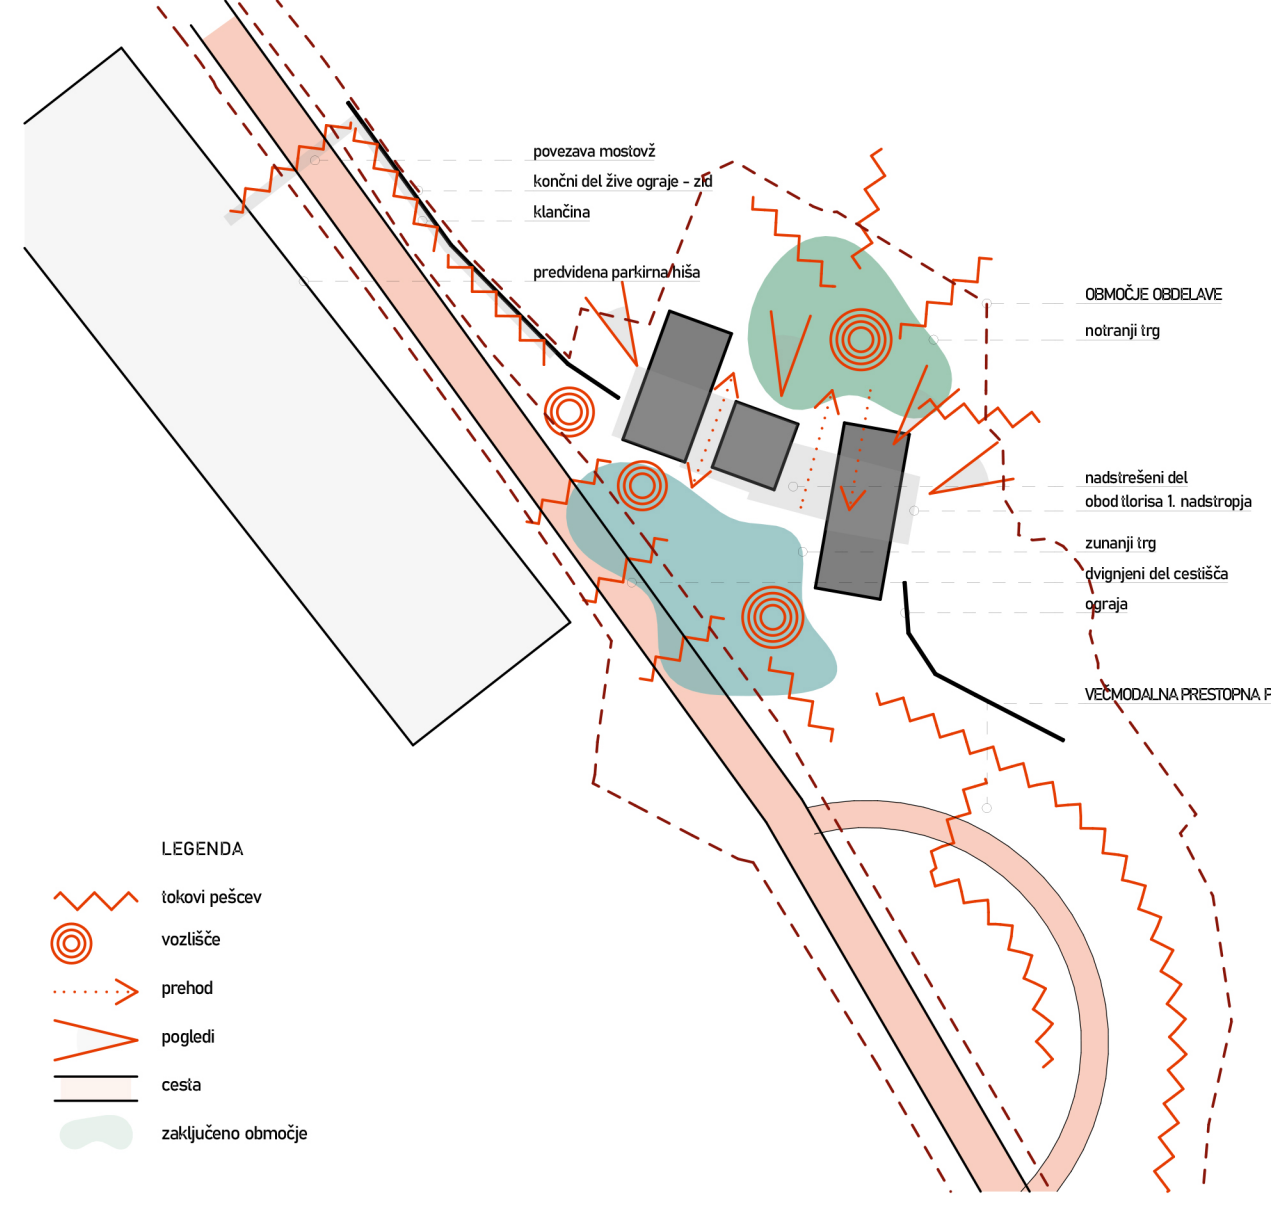 povezava mostovž
končni del žive ograje - zid
klančina
predvidena parkirna hiša
OBMOČJE OBDELAVE
notranji trg
nadstrešeni del
obod tlorisa 1. nadstropja
zunanji trg
dvignjeni del cestišča
ograja
VEČMODALNA PRESTOPNA P
LEGENDA
tokovi pešcev
vozlišče
prehod
pogledi
cesta
zaključeno območje